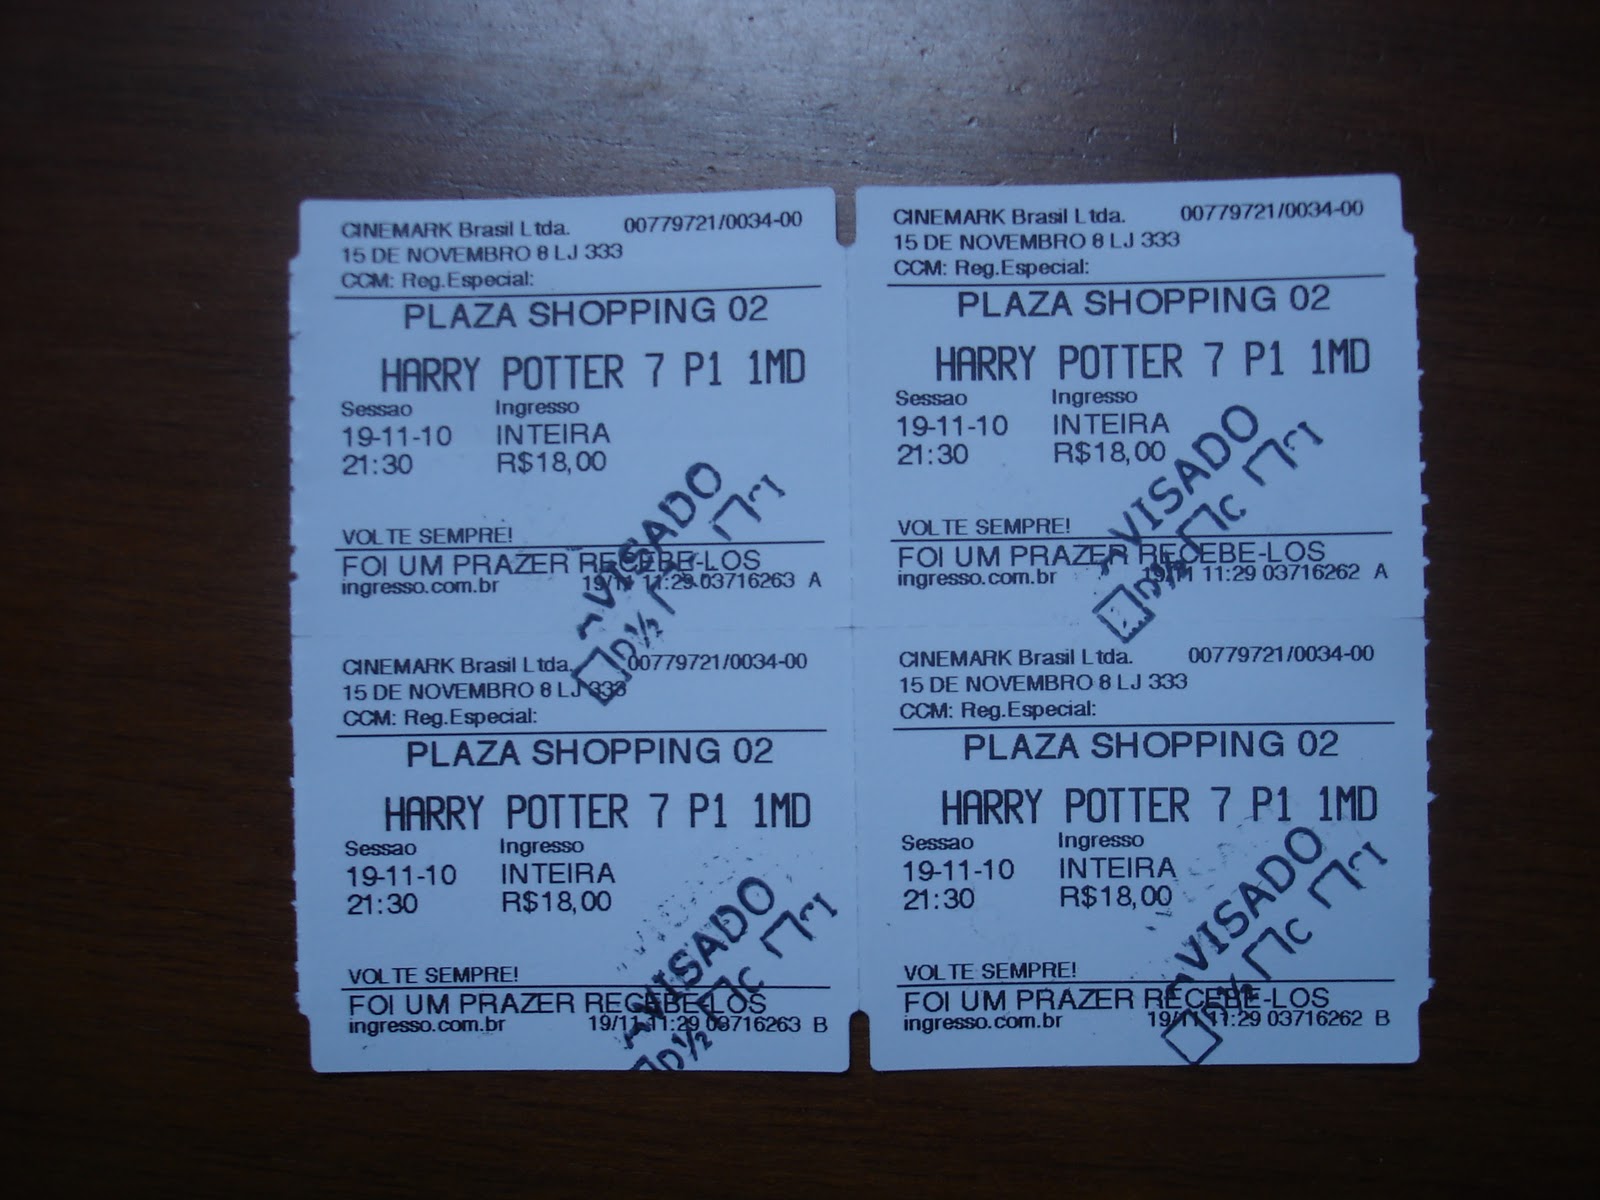 CINEMARK Brasil Ltda. 00779721/0034-00
15 DE NOVEMBRO 8 LJ 333
CCM: Reg.Especial:
PLAZA SHOPPING 02
HARRY POTTER 7 P1 1MD
Sessao Ingresso
19-11-10 INTEIRA
21:30 R$18,00
VOLTE SEMPRE!
FOI UM PRAZER RECEBE-LOS
ingresso.com.br 19/11 11:29 03716263 A
VISADO
D½
CINEMARK Brasil Ltda. 00779721/0034-00
15 DE NOVEMBRO 8 LJ 333
CCM: Reg.Especial:
PLAZA SHOPPING 02
HARRY POTTER 7 P1 1MD
Sessao Ingresso
19-11-10 INTEIRA
21:30 R$18,00
VOLTE SEMPRE!
FOI UM PRAZER RECEBE-LOS
ingresso.com.br 19/11 11:29 03716262 A
VISADO
D½ C
CINEMARK Brasil Ltda. 00779721/0034-00
15 DE NOVEMBRO 8 LJ 333
CCM: Reg.Especial:
PLAZA SHOPPING 02
HARRY POTTER 7 P1 1MD
Sessao Ingresso
19-11-10 INTEIRA
21:30 R$18,00
VOLTE SEMPRE!
FOI UM PRAZER RECEBE-LOS
ingresso.com.br 19/11 11:29 03716263 B
VISADO
D½ C
CINEMARK Brasil Ltda. 00779721/0034-00
15 DE NOVEMBRO 8 LJ 333
CCM: Reg.Especial:
PLAZA SHOPPING 02
HARRY POTTER 7 P1 1MD
Sessao Ingresso
19-11-10 INTEIRA
21:30 R$18,00
VOLTE SEMPRE!
FOI UM PRAZER RECEBE-LOS
ingresso.com.br 19/11 11:29 03716262 B
VISADO
D½ C